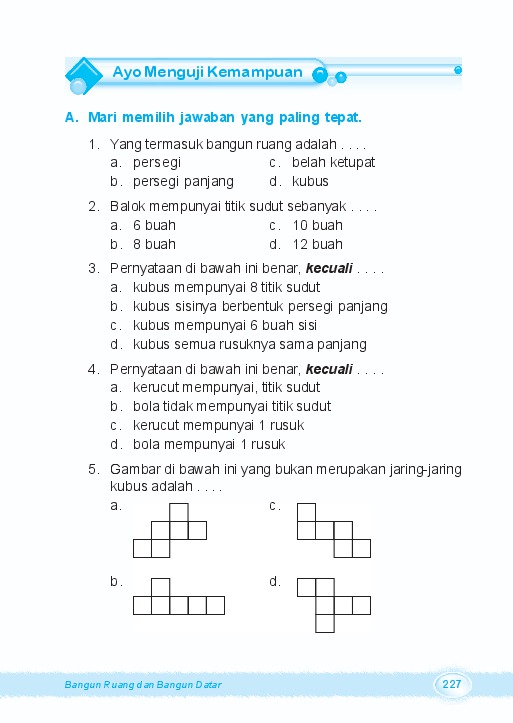 Ayo Menguji Kemampuan
A. Mari memilih jawaban yang paling tepat.
1. Yang termasuk bangun ruang adalah . . . .
a. persegi c. belah ketupat
b. persegi panjang d. kubus
2. Balok mempunyai titik sudut sebanyak . . . .
a. 6 buah c. 10 buah
b. 8 buah d. 12 buah
3. Pernyataan di bawah ini benar, kecuali . . . .
a. kubus mempunyai 8 titik sudut
b. kubus sisinya berbentuk persegi panjang
c. kubus mempunyai 6 buah sisi
d. kubus semua rusuknya sama panjang
4. Pernyataan di bawah ini benar, kecuali . . . .
a. kerucut mempunyai, titik sudut
b. bola tidak mempunyai titik sudut
c. kerucut mempunyai 1 rusuk
d. bola mempunyai 1 rusuk
5. Gambar di bawah ini yang bukan merupakan jaring-jaring
kubus adalah . . . .
a. c.
b. d.
Bangun Ruang dan Bangun Datar 227